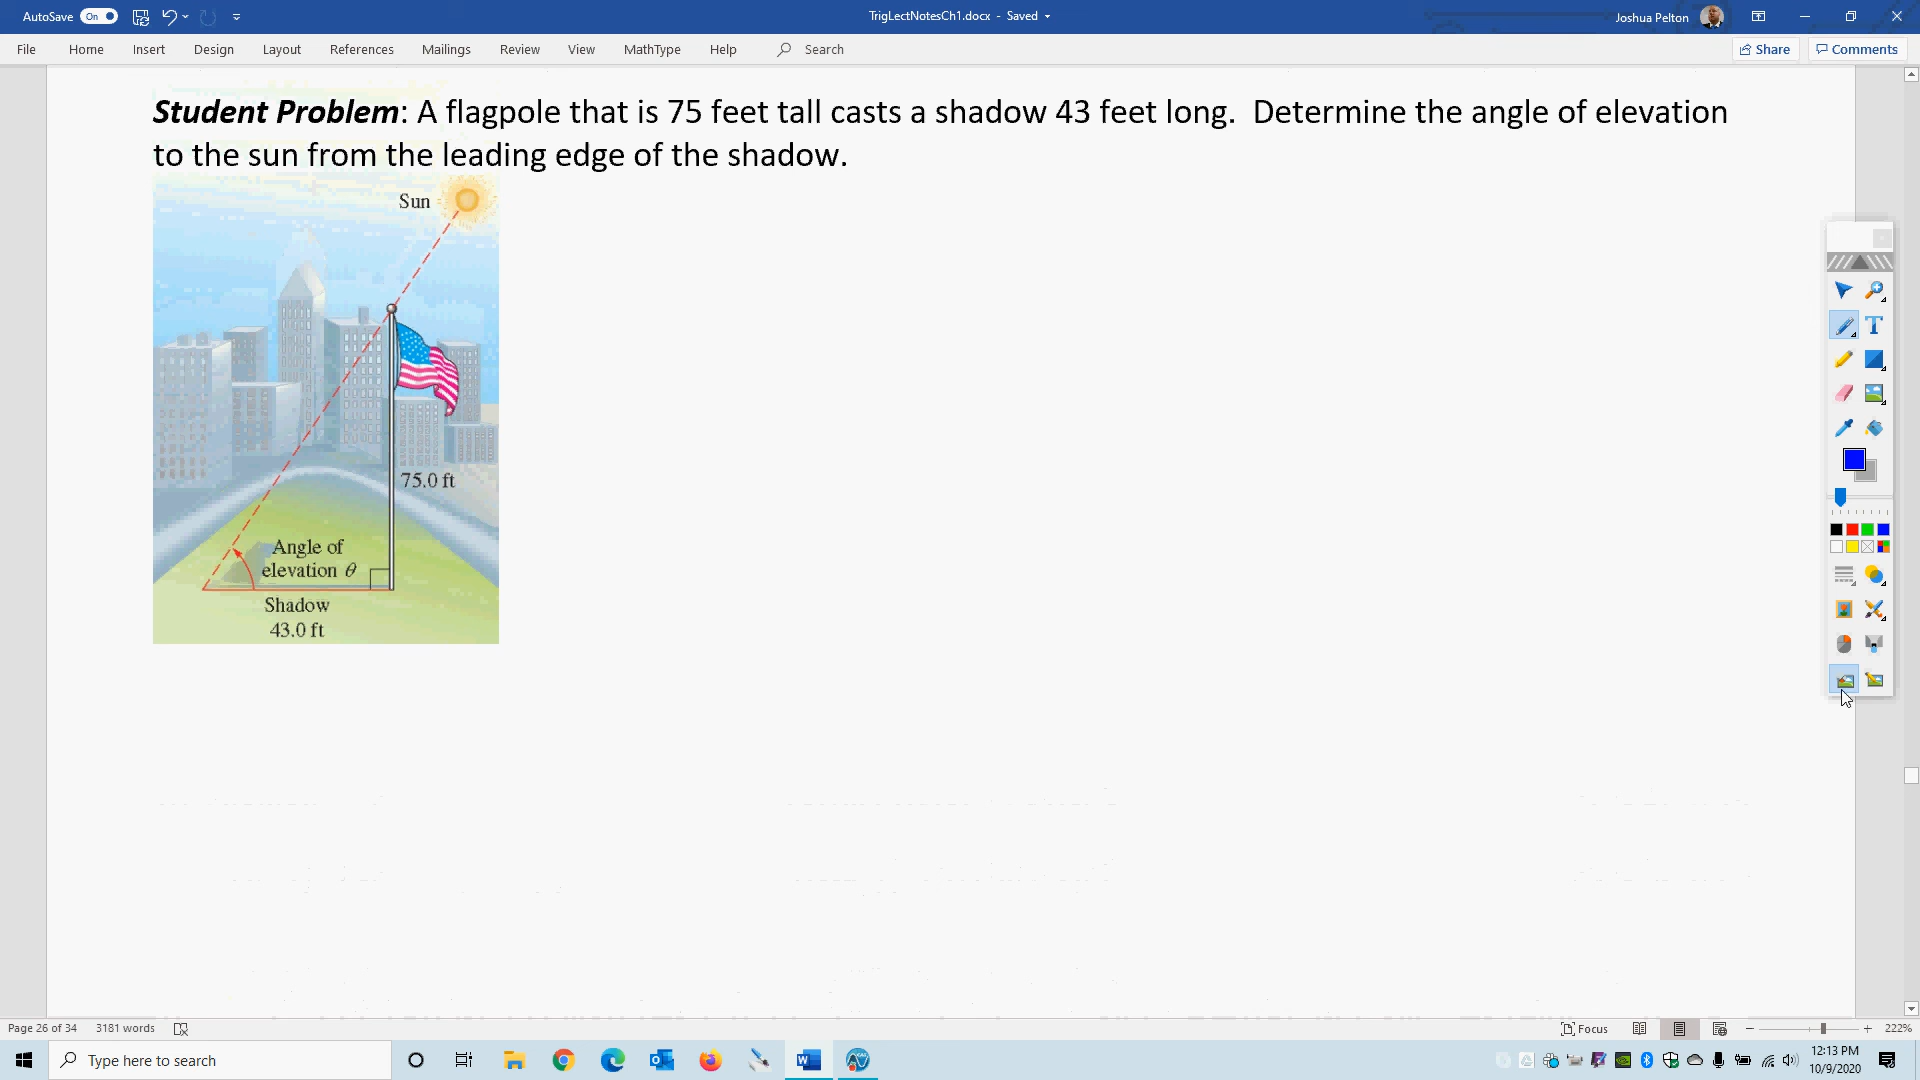 AutoSave On
TrigLectNotesCh1.docx - Saved
Joshua Pelton
File Home Insert Design Layout References Mailings Review View MathType Help Search
Share Comments
Student Problem: A flagpole that is 75 feet tall casts a shadow 43 feet long. Determine the angle of elevation
to the sun from the leading edge of the shadow.
Sun
75.0 ft
Angle of
elevation θ
Shadow
43.0 ft
T
Page 26 of 34 3181 words
Focus
222%
Type here to search
12:13 PM
10/9/2020